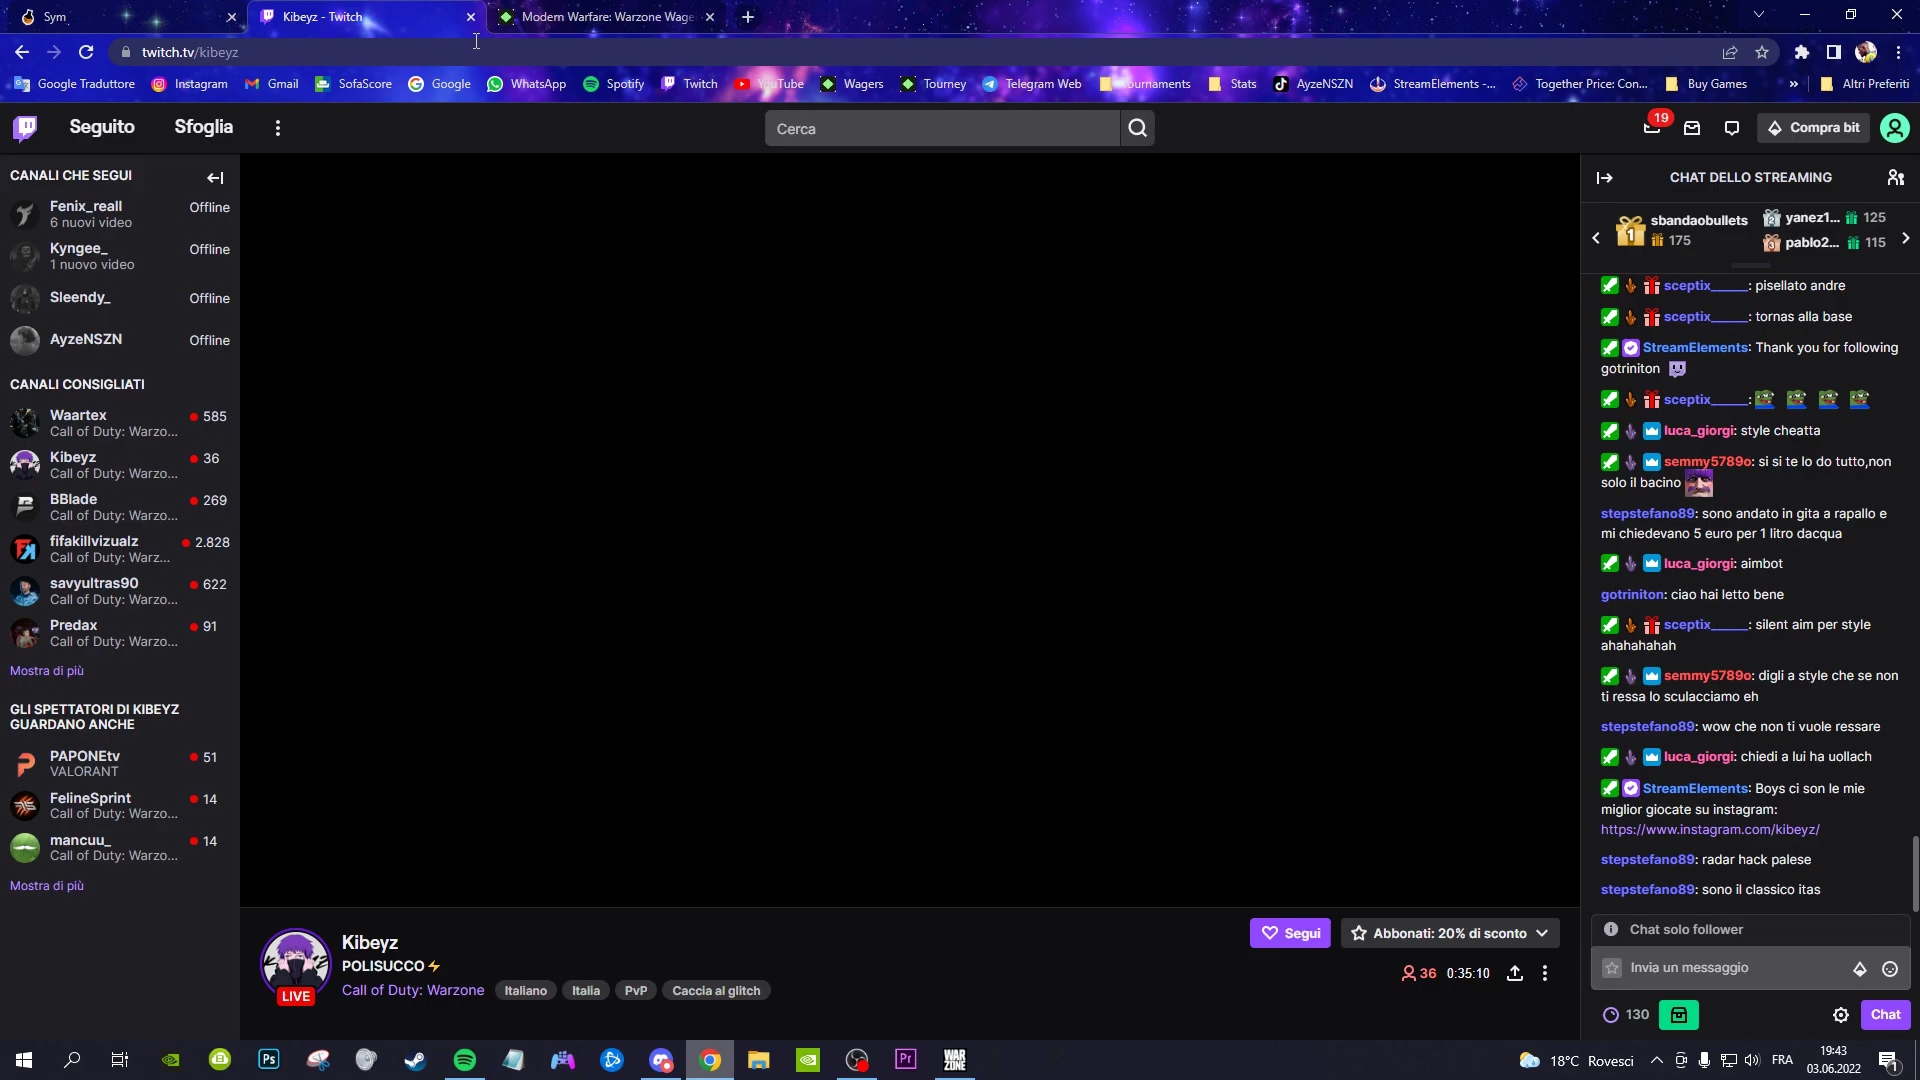 Sym
Kibeyz - Twitch
Modern Warfare: Warzone Wage
twitch.tv/kibeyz
Google Traduttore
Instagram
Gmail
SofaScore
Google
WhatsApp
Spotify
Twitch
YouTube
Wagers
Tourney
Telegram Web
Tournaments
Stats
AyzeNSZN
StreamElements -...
Together Price: Con...
Buy Games
»
Altri Preferiti
Seguito
Sfoglia
Cerca
19
Compra bit
CANALI CHE SEGUI
Fenix_reall
Offline
6 nuovi video
Kyngee_
Offline
1 nuovo video
Sleendy_
Offline
AyzeNSZN
Offline
CANALI CONSIGLIATI
Waartex
585
Call of Duty: Warzo...
Kibeyz
36
Call of Duty: Warzo...
BBlade
269
Call of Duty: Warzo...
fifakillvizualz
2.828
Call of Duty: Warz...
savyultras90
622
Call of Duty: Warzo...
Predax
91
Call of Duty: Warzo...
Mostra di più
GLI SPETTATORI DI KIBEYZ
GUARDANO ANCHE
PAPONEtv
51
VALORANT
FelineSprint
14
Call of Duty: Warzo...
mancuu_
14
Call of Duty: Warzo...
Mostra di più
LIVE
Kibeyz
POLISUCCO⚡
Call of Duty: Warzone
Italiano
Italia
PvP
Caccia al glitch
Segui
Abbonati: 20% di sconto
36
0:35:10
CHAT DELLO STREAMING
1
sbandaobullets
175
2
yanez1...
125
3
pablo2...
115
sceptix_____: pisellato andre
sceptix_____: tornas alla base
StreamElements: Thank you for following
gotriniton
sceptix_____:
luca_giorgi: style cheatta
semmy5789o: si si te lo do tutto,non
solo il bacino
stepstefano89: sono andato in gita a rapallo e
mi chiedevano 5 euro per 1 litro dacqua
luca_giorgi: aimbot
gotriniton: ciao hai letto bene
sceptix_____: silent aim per style
ahahahahah
semmy5789o: digli a style che se non
ti ressa lo sculacciamo eh
stepstefano89: wow che non ti vuole ressare
luca_giorgi: chiedi a lui ha uollach
StreamElements: Boys ci son le mie
miglior giocate su instagram:
https://www.instagram.com/kibeyz/
stepstefano89: radar hack palese
stepstefano89: sono il classico itas
Chat solo follower
Invia un messaggio
130
Chat
Ps
Pr
WAR
ZONE
18°C Rovesci
FRA
19:43
03.06.2022
1